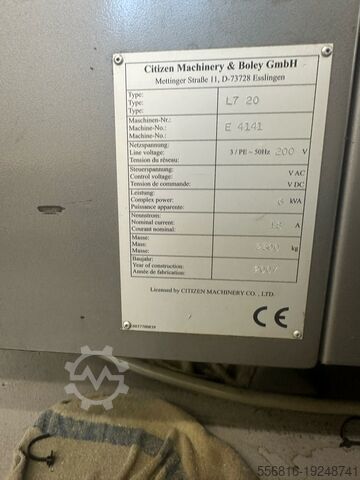 Citizen Machinery & Boley GmbH
Mettinger Straße 11, D-73728 Esslingen
Type: L7 20
Type:
Type:
Maschinen-Nr.:
Machine-No.: E 4141
Machine-No.:
Netzspannung:
Line voltage: 3 / PE ~ 50Hz 200 V
Tension du réseau:
Steuerspannung: V AC
Control voltage:
Tension de commande: V DC
Leistung:
Complex power: kVA
Puissance apparente:
Nennstrom:
Nominal current: A
Courant nominal:
Masse:
Mass: kg
Masse:
Baujahr:
Year of construction: 2007
Année de fabrication:
Licensed by CITIZEN MACHINERY CO., LTD.
CE
556816-19248741